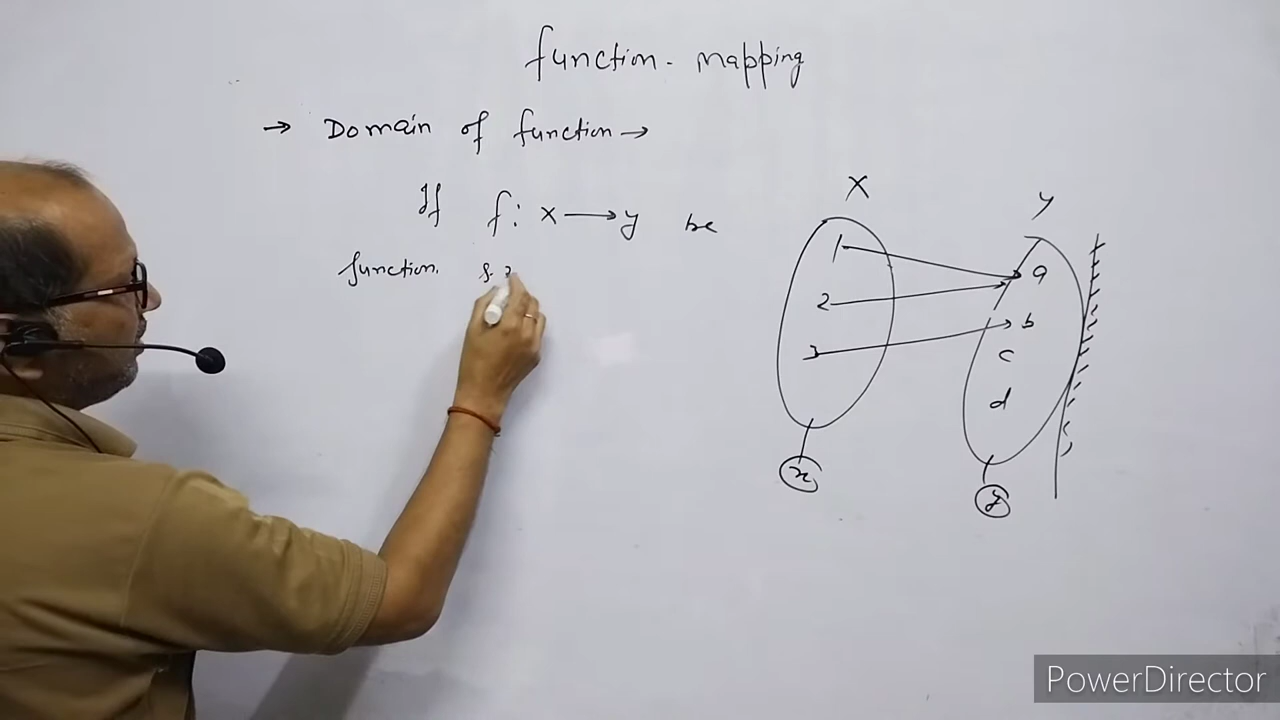 function - mapping
→ Domain of function →
If f: x → y be
function.
X
Y
1
2
3
a
b
c
d
x
y
PowerDirector